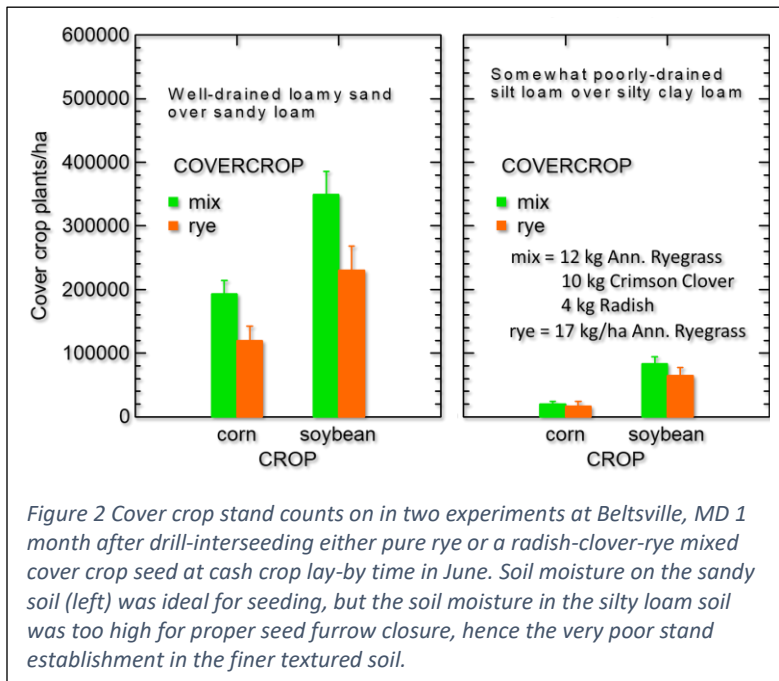 600000
500000
400000
300000
200000
100000
0
Cover crop plants/ha
Well-drained loamy sand
over sandy loam
COVERCROP
mix
rye
corn soybean
CROP
Somewhat poorly-drained
silt loam over silty clay loam
COVERCROP
mix
rye
mix = 12 kg Ann. Ryegrass
10 kg Crimson Clover
4 kg Radish
rye = 17 kg/ha Ann. Ryegrass
corn soybean
CROP
Figure 2 Cover crop stand counts on in two experiments at Beltsville, MD 1
month after drill-interseeding either pure rye or a radish-clover-rye mixed
cover crop seed at cash crop lay-by time in June. Soil moisture on the sandy
soil (left) was ideal for seeding, but the soil moisture in the silty loam soil
was too high for proper seed furrow closure, hence the very poor stand
establishment in the finer textured soil.